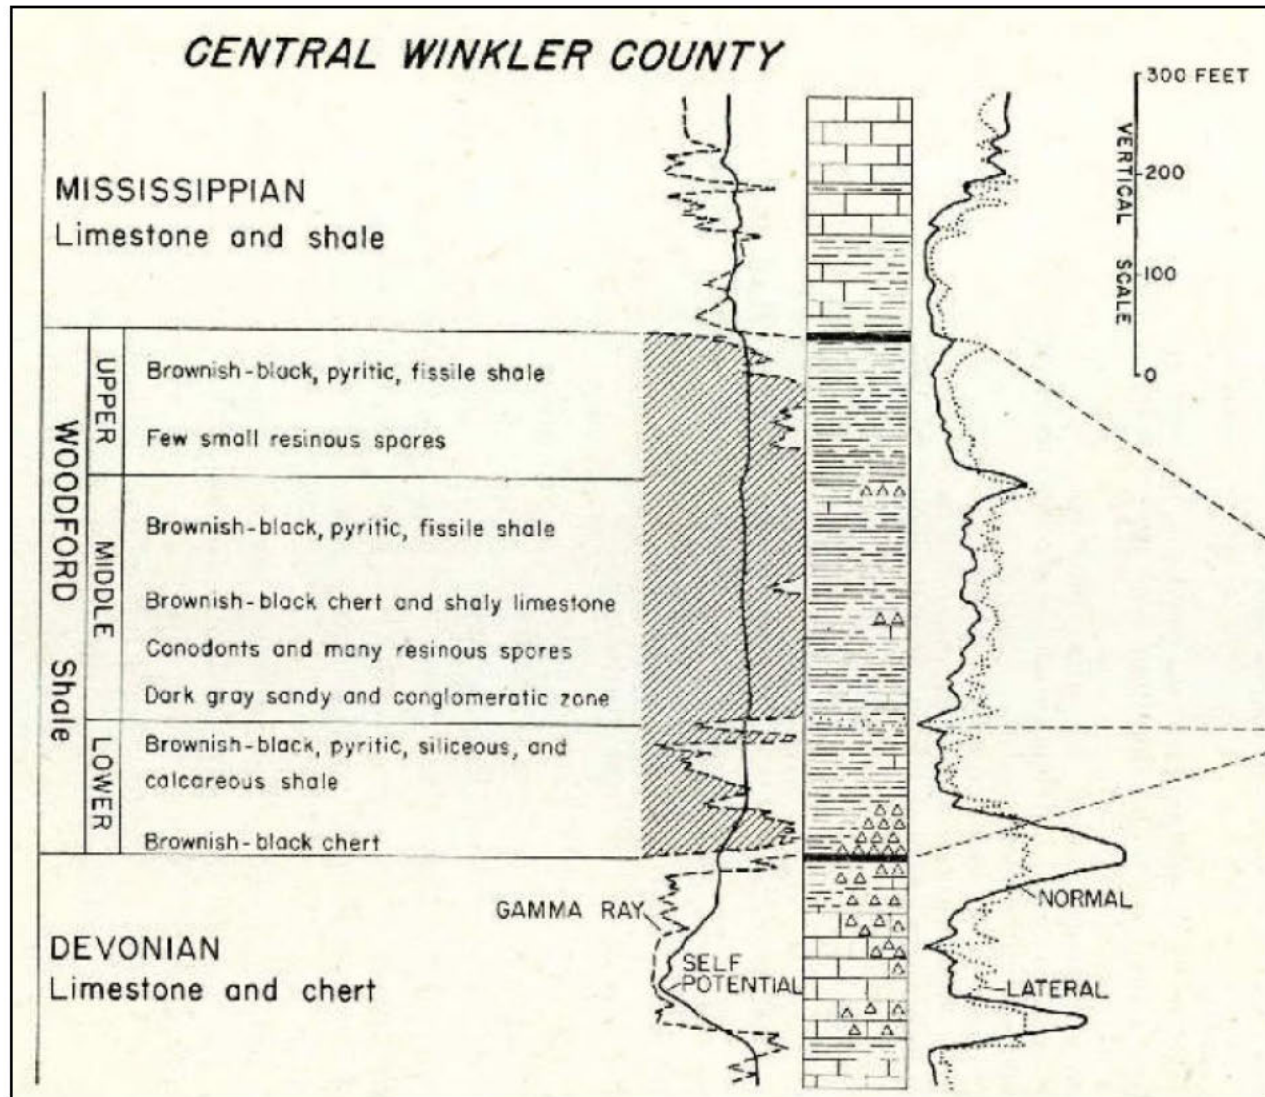 CENTRAL WINKLER COUNTY
300 FEET
200
100
0
VERTICAL SCALE
MISSISSIPPIAN
Limestone and shale
WOODFORD Shale
UPPER
Brownish-black, pyritic, fissile shale
Few small resinous spores
MIDDLE
Brownish-black, pyritic, fissile shale
Brownish-black chert and shaly limestone
Conodonts and many resinous spores
Dark gray sandy and conglomeratic zone
LOWER
Brownish-black, pyritic, siliceous, and
calcareous shale
Brownish-black chert
DEVONIAN
Limestone and chert
GAMMA RAY
SELF
POTENTIAL
NORMAL
LATERAL